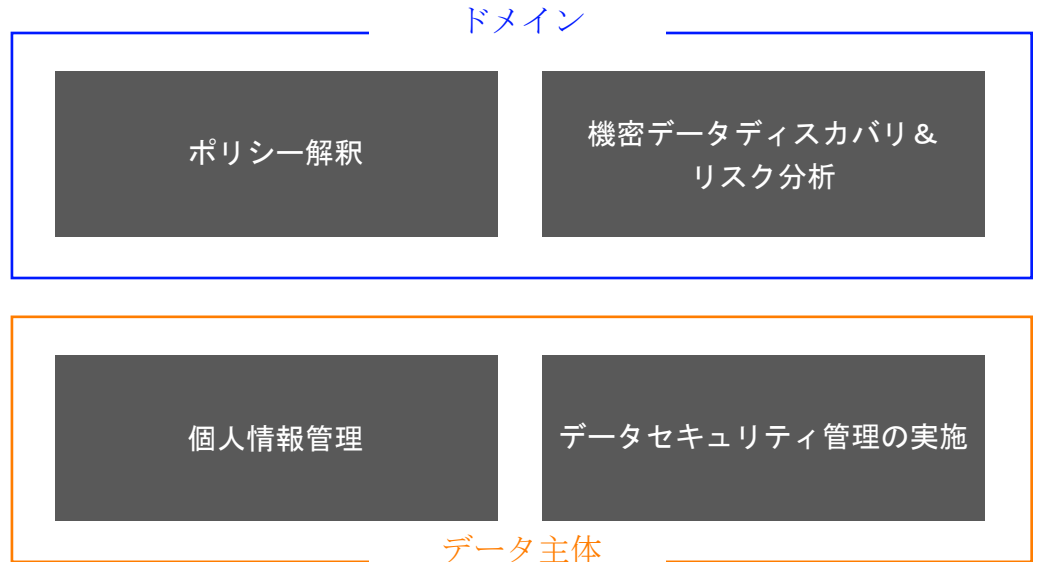 ドメイン
ポリシー解釈
機密データディスカバリ＆
リスク分析
個人情報管理
データセキュリティ管理の実施
データ主体